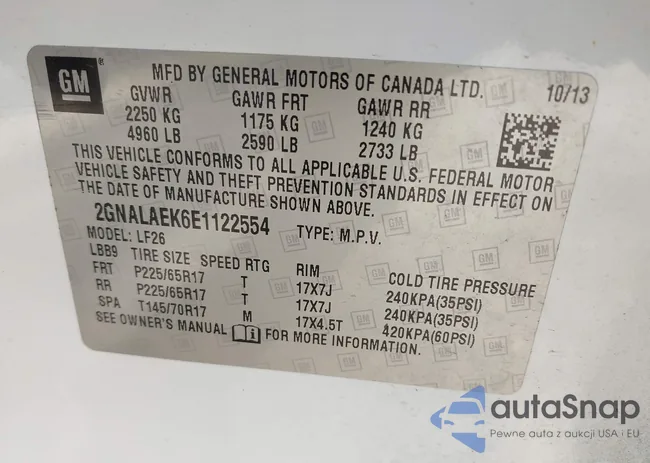 GM ®
MFD BY GENERAL MOTORS OF CANADA LTD. 10/13
GVWR GAWR FRT GAWR RR
2250 KG 1175 KG 1240 KG
4960 LB 2590 LB 2733 LB
THIS VEHICLE CONFORMS TO ALL APPLICABLE U.S. FEDERAL MOTOR
VEHICLE SAFETY AND THEFT PREVENTION STANDARDS IN EFFECT ON
THE DATE OF MANUFACTURE SHOWN ABOVE.
2GNALAEK6E1122554 TYPE: M.P.V.
MODEL: LF26
LBB9 TIRE SIZE SPEED RTG RIM COLD TIRE PRESSURE
FRT P225/65R17 T 17X7J 240KPA(35PSI)
RR P225/65R17 T 17X7J 240KPA(35PSI)
SPA T145/70R17 M 17X4.5T 420KPA(60PSI)
SEE OWNER'S MANUAL FOR MORE INFORMATION.
autaSnap
Pewne auta z aukcji USA i EU